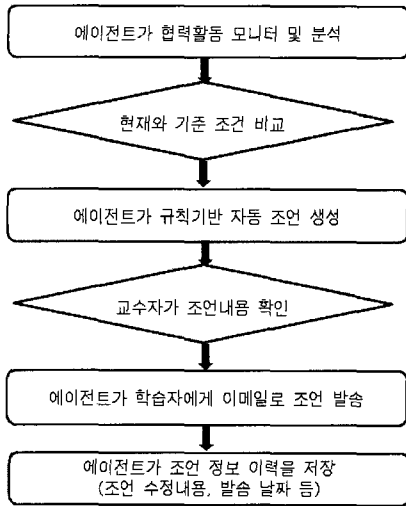 에이전트가 협력활동 모니터 및 분석
현재와 기준 조건 비교
에이전트가 규칙기반 자동 조언 생성
교수자가 조언내용 확인
에이전트가 학습자에게 이메일로 조언 발송
에이전트가 조언 정보 이력을 저장
(조언 수정내용, 발송 날짜 등)